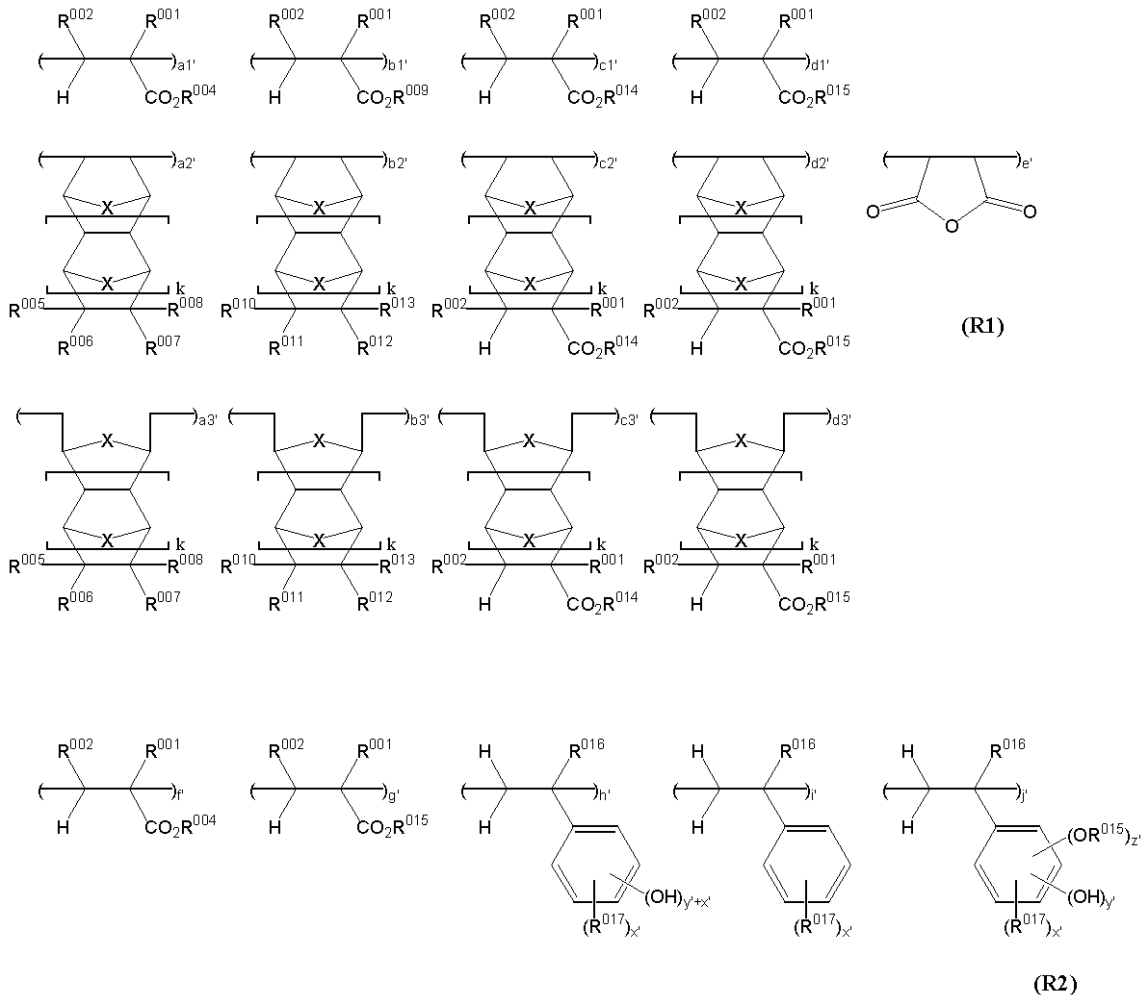 R002 R001 R002 R001 R002 R001 R002 R001
( )a1' ( )b1' ( )c1' ( )d1'
H CO2R004 H CO2R009 H CO2R014 H CO2R015
( )a2' ( )b2' ( )c2' ( )d2' ( )e'
X X X X O O O
X X X X
k k k k
R005 R008 R010 R013 R002 R001 R002 R001
(R1)
R006 R007 R011 R012 H CO2R014 H CO2R015
( )a3' ( )b3' ( )c3' ( )d3'
X X X X
X X X X
k k k k
R005 R008 R010 R013 R002 R001 R002 R001
R006 R007 R011 R012 H CO2R014 H CO2R015
R002 R001 R002 R001 H R016 H R016 H R016
( )f' ( )g' ( )h' ( )i' ( )j'
H CO2R004 H CO2R015 H H H
(OR015)z'
(OH)y'+x' (OH)y'
(R017)x' (R017)x' (R017)x'
(R2)